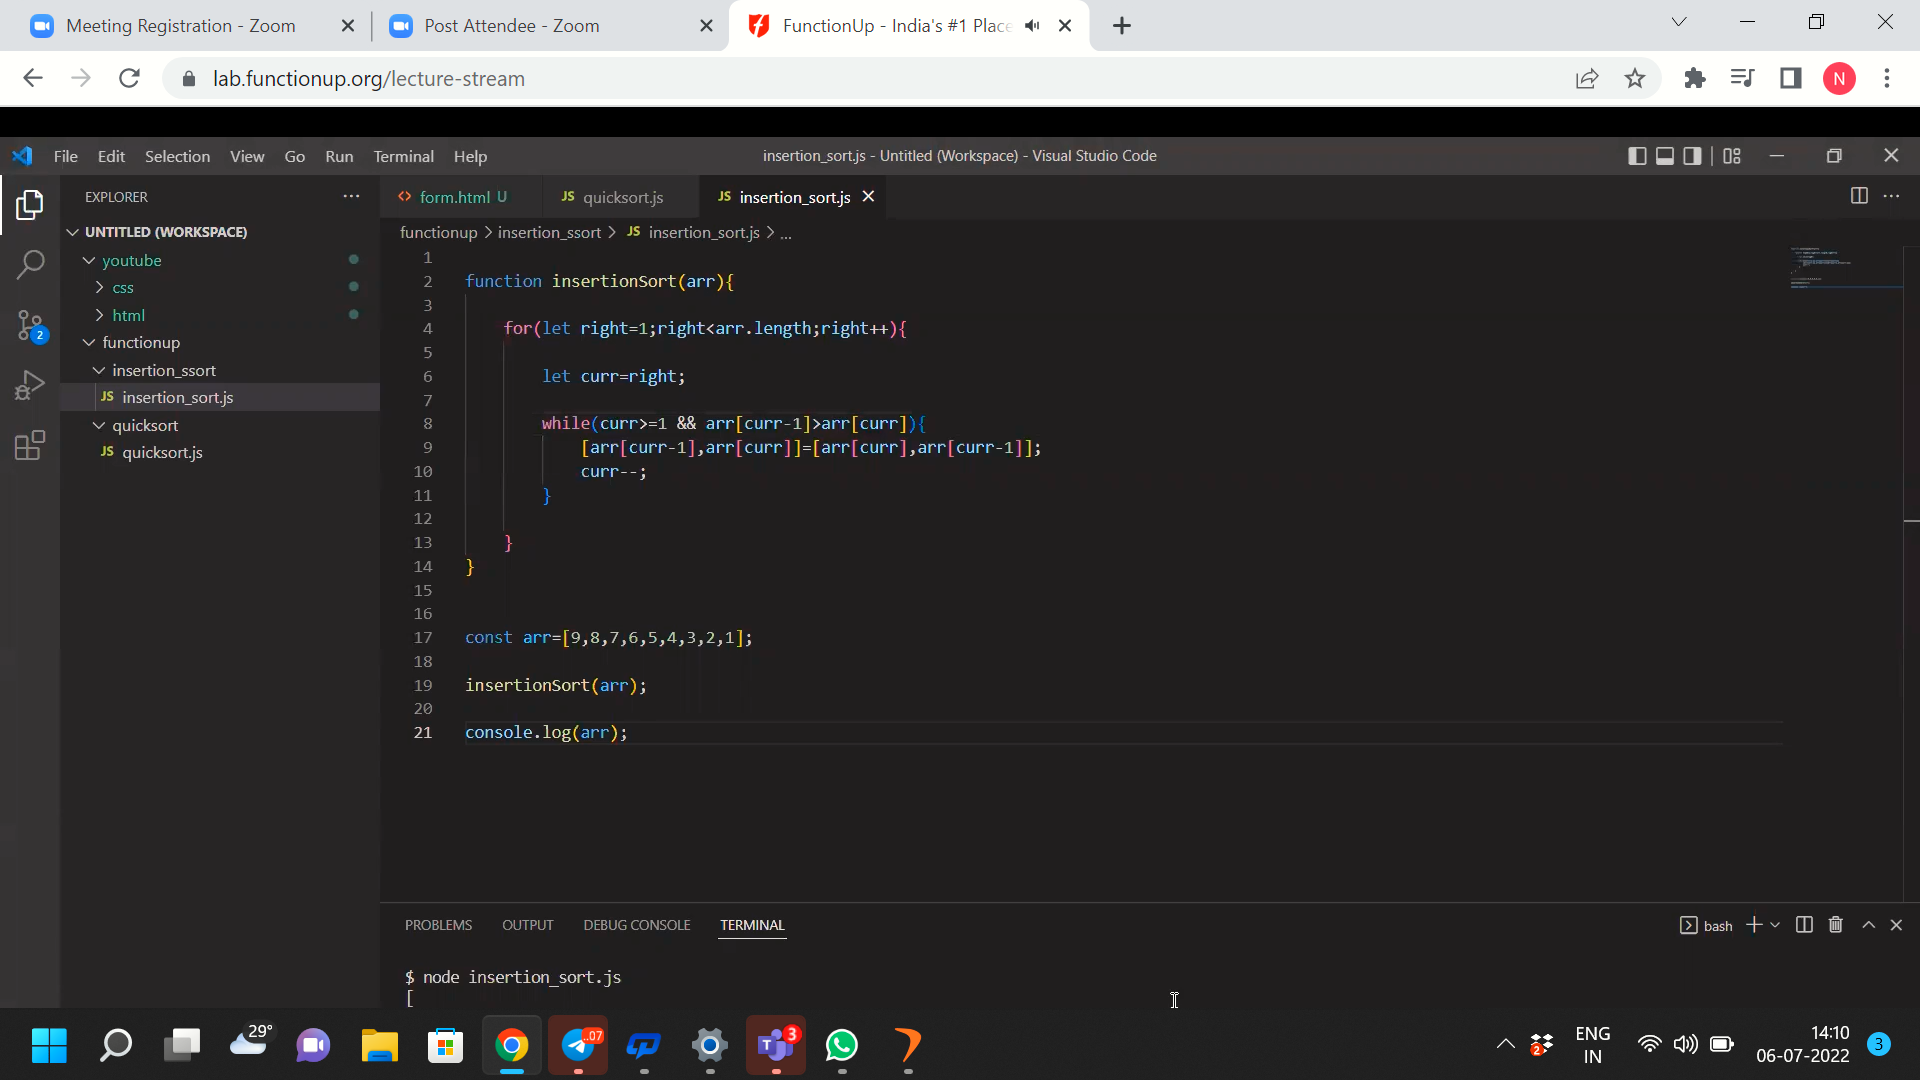 Meeting Registration - Zoom
Post Attendee - Zoom
FunctionUp - India's #1 Place
lab.functionup.org/lecture-stream
N
File Edit Selection View Go Run Terminal Help
insertion_sort.js - Untitled (Workspace) - Visual Studio Code
EXPLORER
form.html U
JS quicksort.js
JS insertion_sort.js
functionup > insertion_ssort > JS insertion_sort.js > ...
UNTITLED (WORKSPACE)
youtube
css
html
functionup
insertion_ssort
JS insertion_sort.js
quicksort
JS quicksort.js
2
1
2 function insertionSort(arr){
3
4 for(let right=1;right<arr.length;right++){
5
6 let curr=right;
7
8 while(curr>=1 && arr[curr-1]>arr[curr]){
9 [arr[curr-1],arr[curr]]=[arr[curr],arr[curr-1]];
10 curr--;
11 }
12
13 }
14 }
15
16
17 const arr=[9,8,7,6,5,4,3,2,1];
18
19 insertionSort(arr);
20
21 console.log(arr);
PROBLEMS OUTPUT DEBUG CONSOLE TERMINAL
bash
$ node insertion_sort.js
[
29°
..07
3
2
ENG
IN
14:10
06-07-2022
3